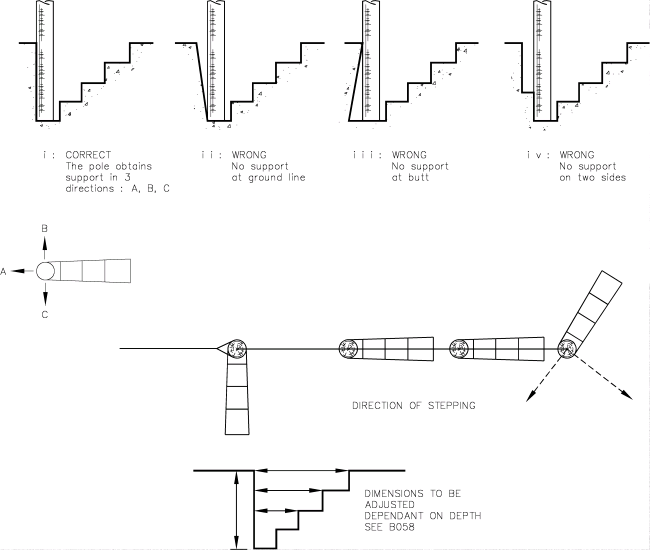 i: CORRECT
The pole obtains
support in 3
directions : A, B, C
ii: WRONG
No support
at ground line
iii: WRONG
No support
at butt
iv: WRONG
No support
on two sides
B
A
C
DIRECTION OF STEPPING
DIMENSIONS TO BE
ADJUSTED
DEPENDANT ON DEPTH
SEE B058